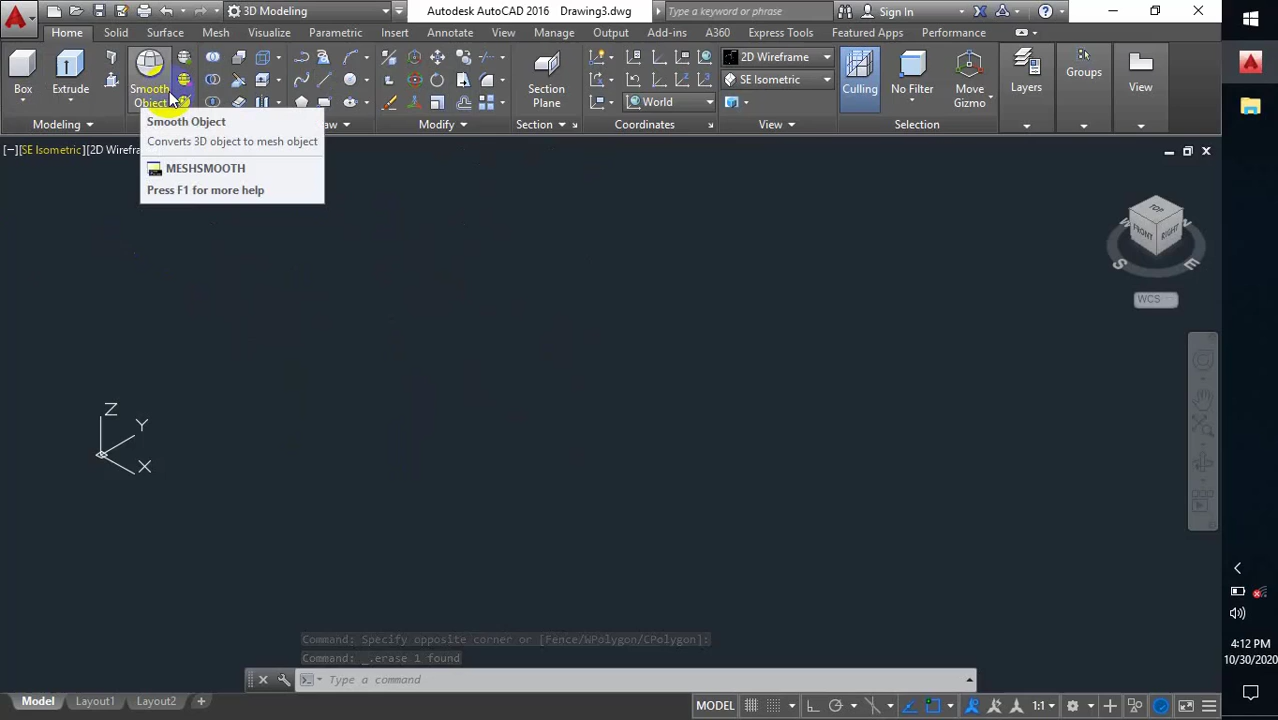 3D Modeling
Autodesk AutoCAD 2016 Drawing3.dwg
Type a keyword or phrase
Sign In
Home Solid Surface Mesh Visualize Parametric Insert Annotate View Manage Output Add-ins A360 Express Tools Featured Apps Performance
Box
Extrude
Smooth
Object
Section
Plane
World
2D Wireframe
SE Isometric
Culling
No Filter
Move
Gizmo
Groups
Layers
View
Modeling
Modify
Section
Coordinates
View
Selection
Smooth Object
Converts 3D object to mesh object
MESHSMOOTH
Press F1 for more help
[−][SE Isometric][2D Wirefra
TOP
FRONT
RIGHT
N
S
E
WCS
Z
Y
X
Command: Specify opposite corner or [Fence/WPolygon/CPolygon]:
Command: _.erase 1 found
Type a command
Model Layout1 Layout2 +
MODEL
1:1
4:12 PM
10/30/2020